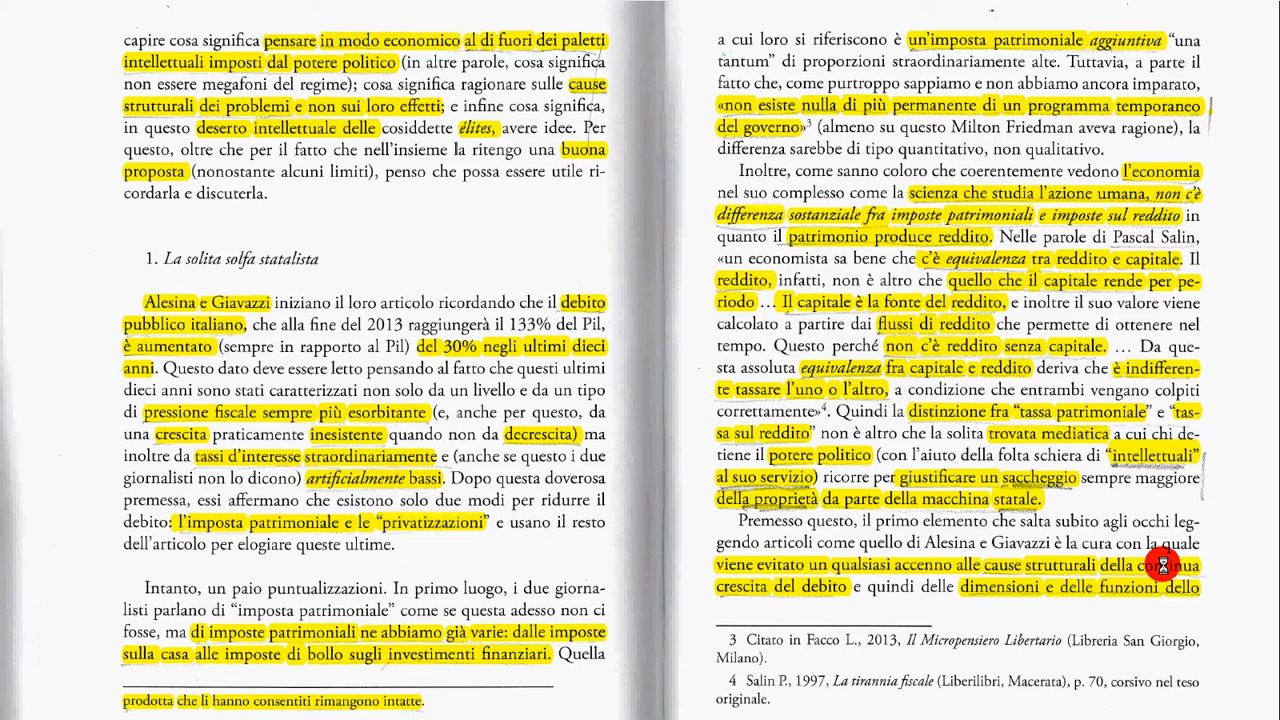 capire cosa significa pensare in modo economico al di fuori dei paletti
intellettuali imposti dal potere politico (in altre parole, cosa significa
non essere megafoni del regime); cosa significa ragionare sulle cause
strutturali dei problemi e non sui loro effetti; e infine cosa significa,
in questo deserto intellettuale delle cosiddette élites, avere idee. Per
questo, oltre che per il fatto che nell'insieme la ritengo una buona
proposta (nonostante alcuni limiti), penso che possa essere utile ri-
cordarla e discuterla.
1. La solita solfa statalista
Alesina e Giavazzi iniziano il loro articolo ricordando che il debito
pubblico italiano, che alla fine del 2013 raggiungerà il 133% del Pil,
è aumentato (sempre in rapporto al Pil) del 30% negli ultimi dieci
anni. Questo dato deve essere letto pensando al fatto che questi ultimi
dieci anni sono stati caratterizzati non solo da un livello e da un tipo
di pressione fiscale sempre più esorbitante (e, anche per questo, da
una crescita praticamente inesistente quando non da decrescita) ma
inoltre da tassi d'interesse straordinariamente e (anche se questo i due
giornalisti non lo dicono) artificialmente bassi. Dopo questa doverosa
premessa, essi affermano che esistono solo due modi per ridurre il
debito: l'imposta patrimoniale e le “privatizzazioni” e usano il resto
dell'articolo per elogiare queste ultime.
Intanto, un paio puntualizzazioni. In primo luogo, i due giorna-
listi parlano di “imposta patrimoniale” come se questa adesso non ci
fosse, ma di imposte patrimoniali ne abbiamo già varie: dalle imposte
sulla casa alle imposte di bollo sugli investimenti finanziari. Quella
prodotta che li hanno consentiti rimangono intatte.
a cui loro si riferiscono è un'imposta patrimoniale aggiuntiva “una
tantum” di proporzioni straordinariamente alte. Tuttavia, a parte il
fatto che, come purtroppo sappiamo e non abbiamo ancora imparato,
«non esiste nulla di più permanente di un programma temporaneo
del governo»3 (almeno su questo Milton Friedman aveva ragione), la
differenza sarebbe di tipo quantitativo, non qualitativo.
Inoltre, come sanno coloro che coerentemente vedono l'economia
nel suo complesso come la scienza che studia l'azione umana, non c'è
differenza sostanziale fra imposte patrimoniali e imposte sul reddito in
quanto il patrimonio produce reddito. Nelle parole di Pascal Salin,
«un economista sa bene che c'è equivalenza tra reddito e capitale. Il
reddito, infatti, non è altro che quello che il capitale rende per pe-
riodo … Il capitale è la fonte del reddito, e inoltre il suo valore viene
calcolato a partire dai flussi di reddito che permette di ottenere nel
tempo. Questo perché non c'è reddito senza capitale. … Da que-
sta assoluta equivalenza fra capitale e reddito deriva che è indifferen-
te tassare l'uno o l'altro, a condizione che entrambi vengano colpiti
correttamente»4. Quindi la distinzione fra “tassa patrimoniale” e “tas-
sa sul reddito” non è altro che la solita trovata mediatica a cui chi de-
tiene il potere politico (con l'aiuto della folta schiera di “intellettuali”
al suo servizio) ricorre per giustificare un saccheggio sempre maggiore
della proprietà da parte della macchina statale.
Premesso questo, il primo elemento che salta subito agli occhi leg-
gendo articoli come quello di Alesina e Giavazzi è la cura con la quale
viene evitato un qualsiasi accenno alle cause strutturali della continua
crescita del debito e quindi delle dimensioni e delle funzioni dello
3 Citato in Facco L., 2013, Il Micropensiero Libertario (Libreria San Giorgio,
Milano).
4 Salin P., 1997, La tirannia fiscale (Liberilibri, Macerata), p. 70, corsivo nel teso
originale.